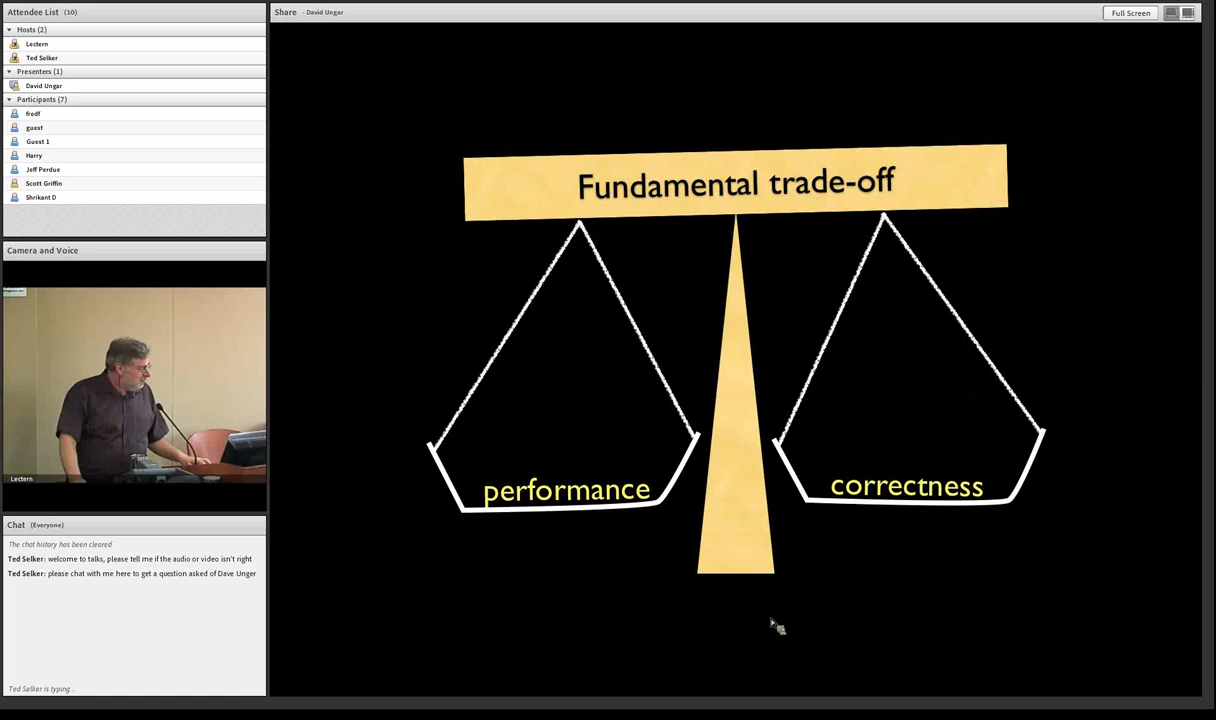 Attendee List (10)
Hosts (2)
Lectern
Ted Selker
Presenters (1)
David Ungar
Participants (7)
fredf
guest
Guest 1
Harry
Jeff Perdue
Scott Griffin
Shrikant D
Camera and Voice
Lectern
Chat (Everyone)
The chat history has been cleared
Ted Selker: welcome to talks, please tell me if the audio or video isn't right
Ted Selker: please chat with me here to get a question asked of Dave Unger
Ted Selker is typing...
Share - David Ungar
Full Screen
Fundamental trade-off
performance
correctness